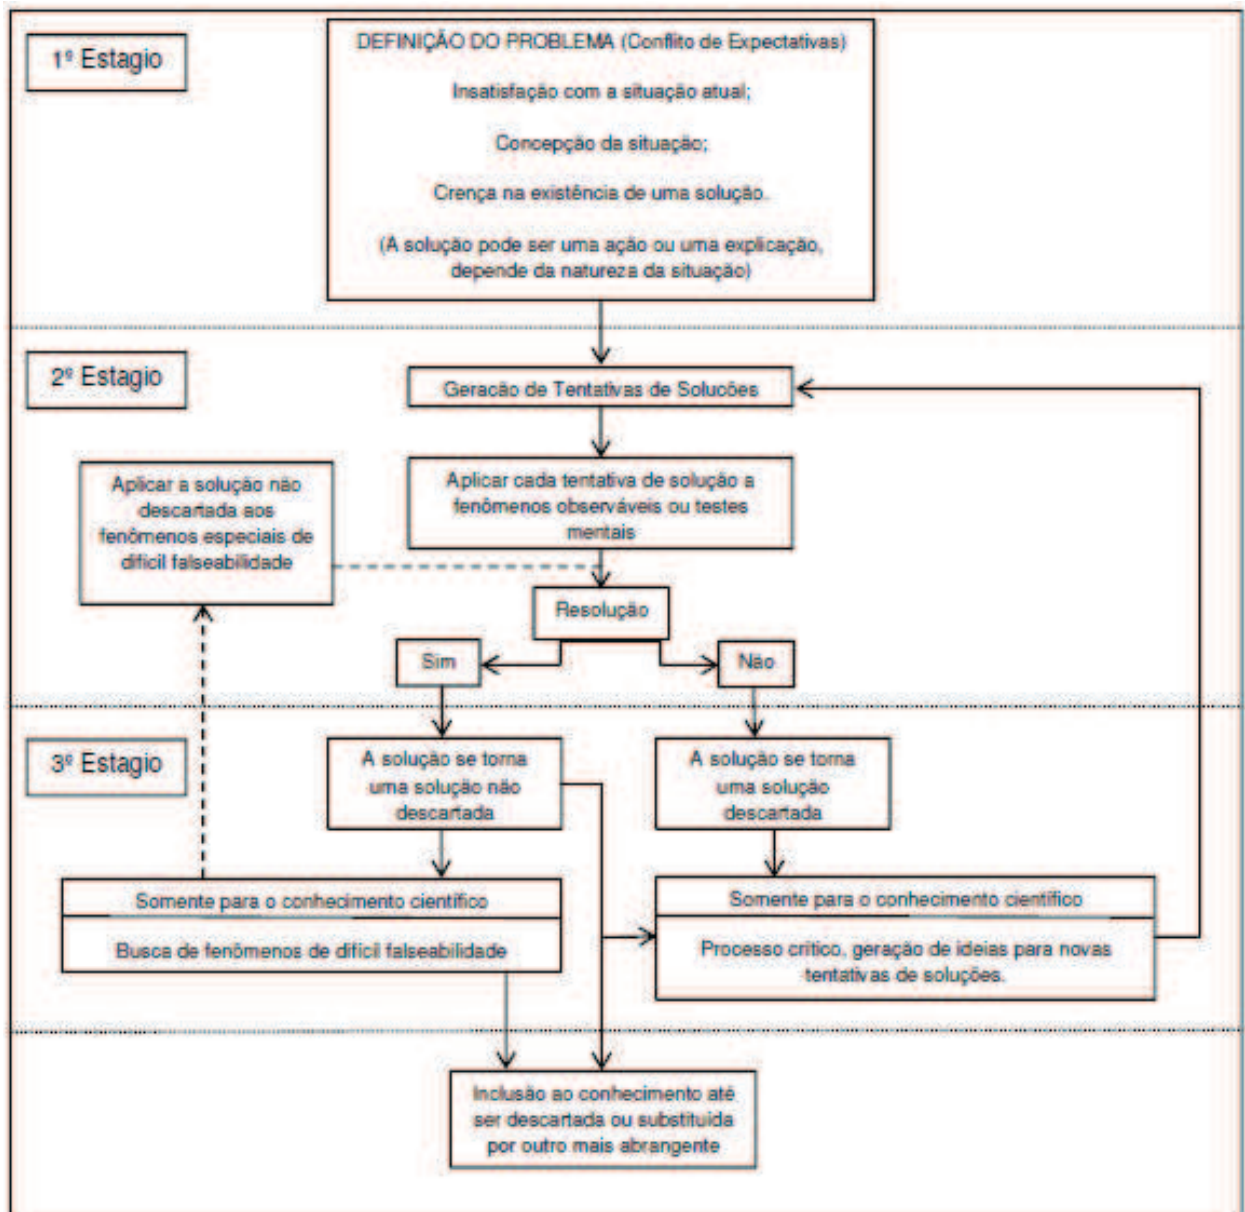 1º Estagio
DEFINIÇÃO DO PROBLEMA (Conflito de Expectativas)
Insatisfação com a situação atual;
Concepção da situação;
Crença na existência de uma solução.
(A solução pode ser uma ação ou uma explicação,
depende da natureza da situação)
2º Estagio
Geração de Tentativas de Soluções
Aplicar cada tentativa de solução a
fenômenos observáveis ou testes
mentais
Aplicar a solução não
descartada aos
fenômenos especiais de
difícil falseabilidade
Resolução
Sim
Não
3º Estagio
A solução se torna
uma solução não
descartada
A solução se torna
uma solução
descartada
Somente para o conhecimento científico
Busca de fenômenos de difícil falseabilidade
Somente para o conhecimento científico
Processo crítico, geração de ideias para novas
tentativas de soluções.
Inclusão ao conhecimento até
ser descartada ou substituída
por outro mais abrangente